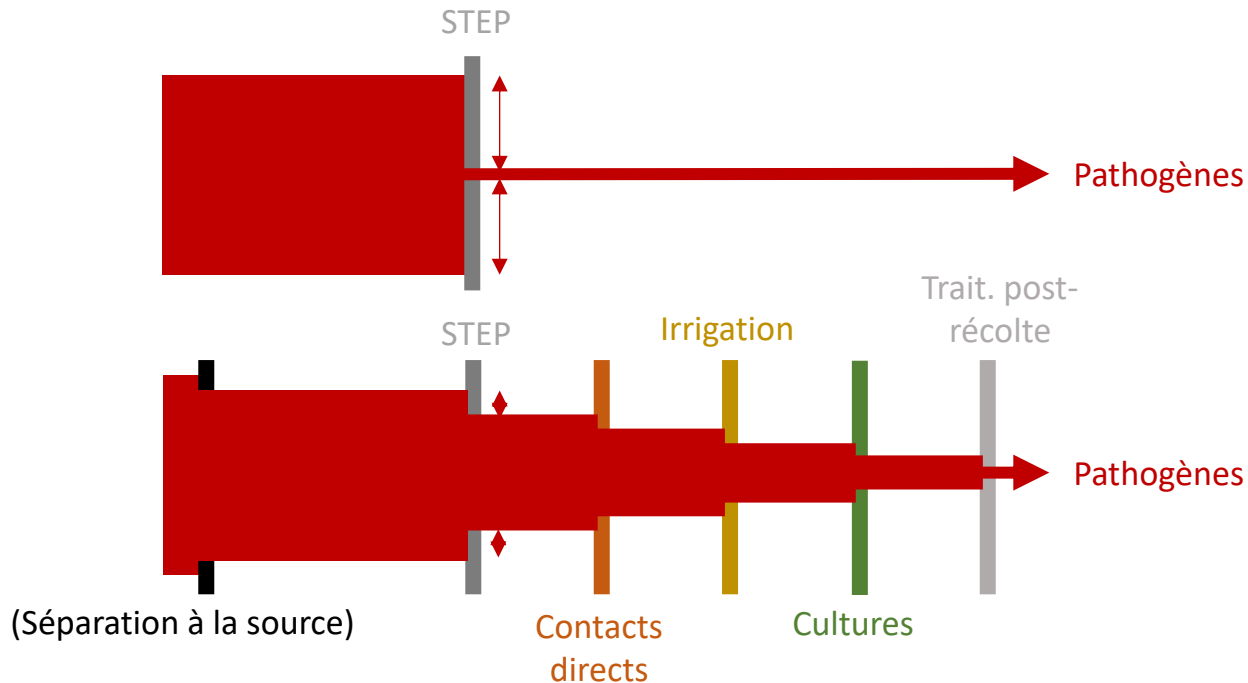 STEP
Pathogènes
Trait. post-
récolte
Irrigation
STEP
Pathogènes
(Séparation à la source)
Contacts
directs
Cultures